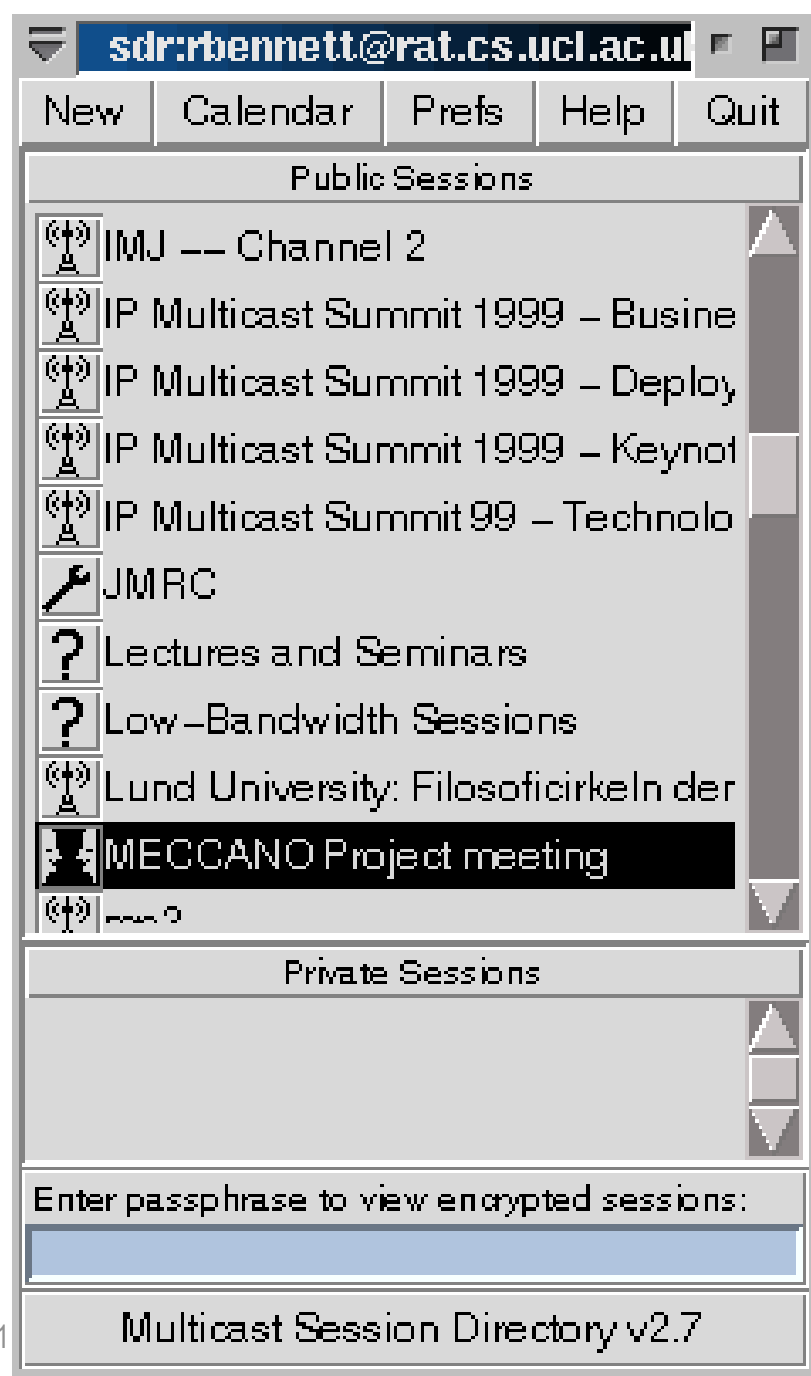 sdr:rbennett@rat.cs.ucl.ac.u
New Calendar Prefs Help Quit
Public Sessions
IMJ -- Channel 2
IP Multicast Summit 1999 - Busine
IP Multicast Summit 1999 - Deploy
IP Multicast Summit 1999 - Keynot
IP Multicast Summit 99 - Technolo
JMRC
? Lectures and Seminars
? Low-Bandwidth Sessions
Lund University: Filosoficirkeln der
MECCANO Project meeting
Private Sessions
Enter passphrase to view encrypted sessions:
1
Multicast Session Directory v2.7